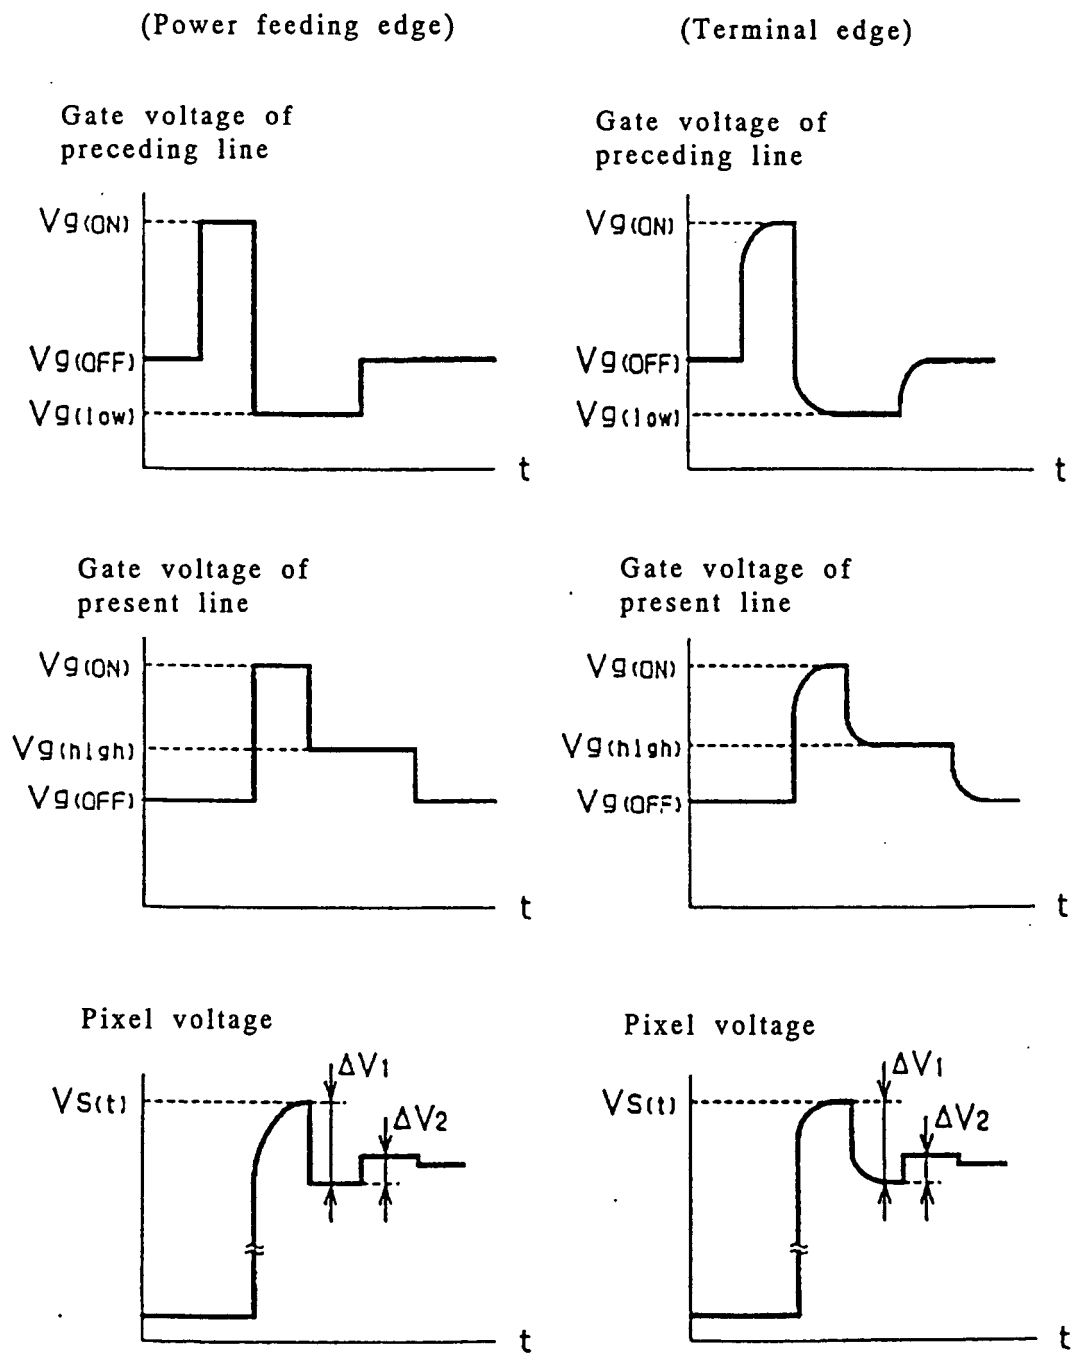 (Power feeding edge)
Gate voltage of
preceding line
Vg(ON)
Vg(OFF)
Vg(low)
t
Gate voltage of
present line
Vg(ON)
Vg(high)
Vg(OFF)
t
Pixel voltage
VS(t)
ΔV1
ΔV2
t
(Terminal edge)
Gate voltage of
preceding line
Vg(ON)
Vg(OFF)
Vg(low)
t
Gate voltage of
present line
Vg(ON)
Vg(high)
Vg(OFF)
t
Pixel voltage
VS(t)
ΔV1
ΔV2
t